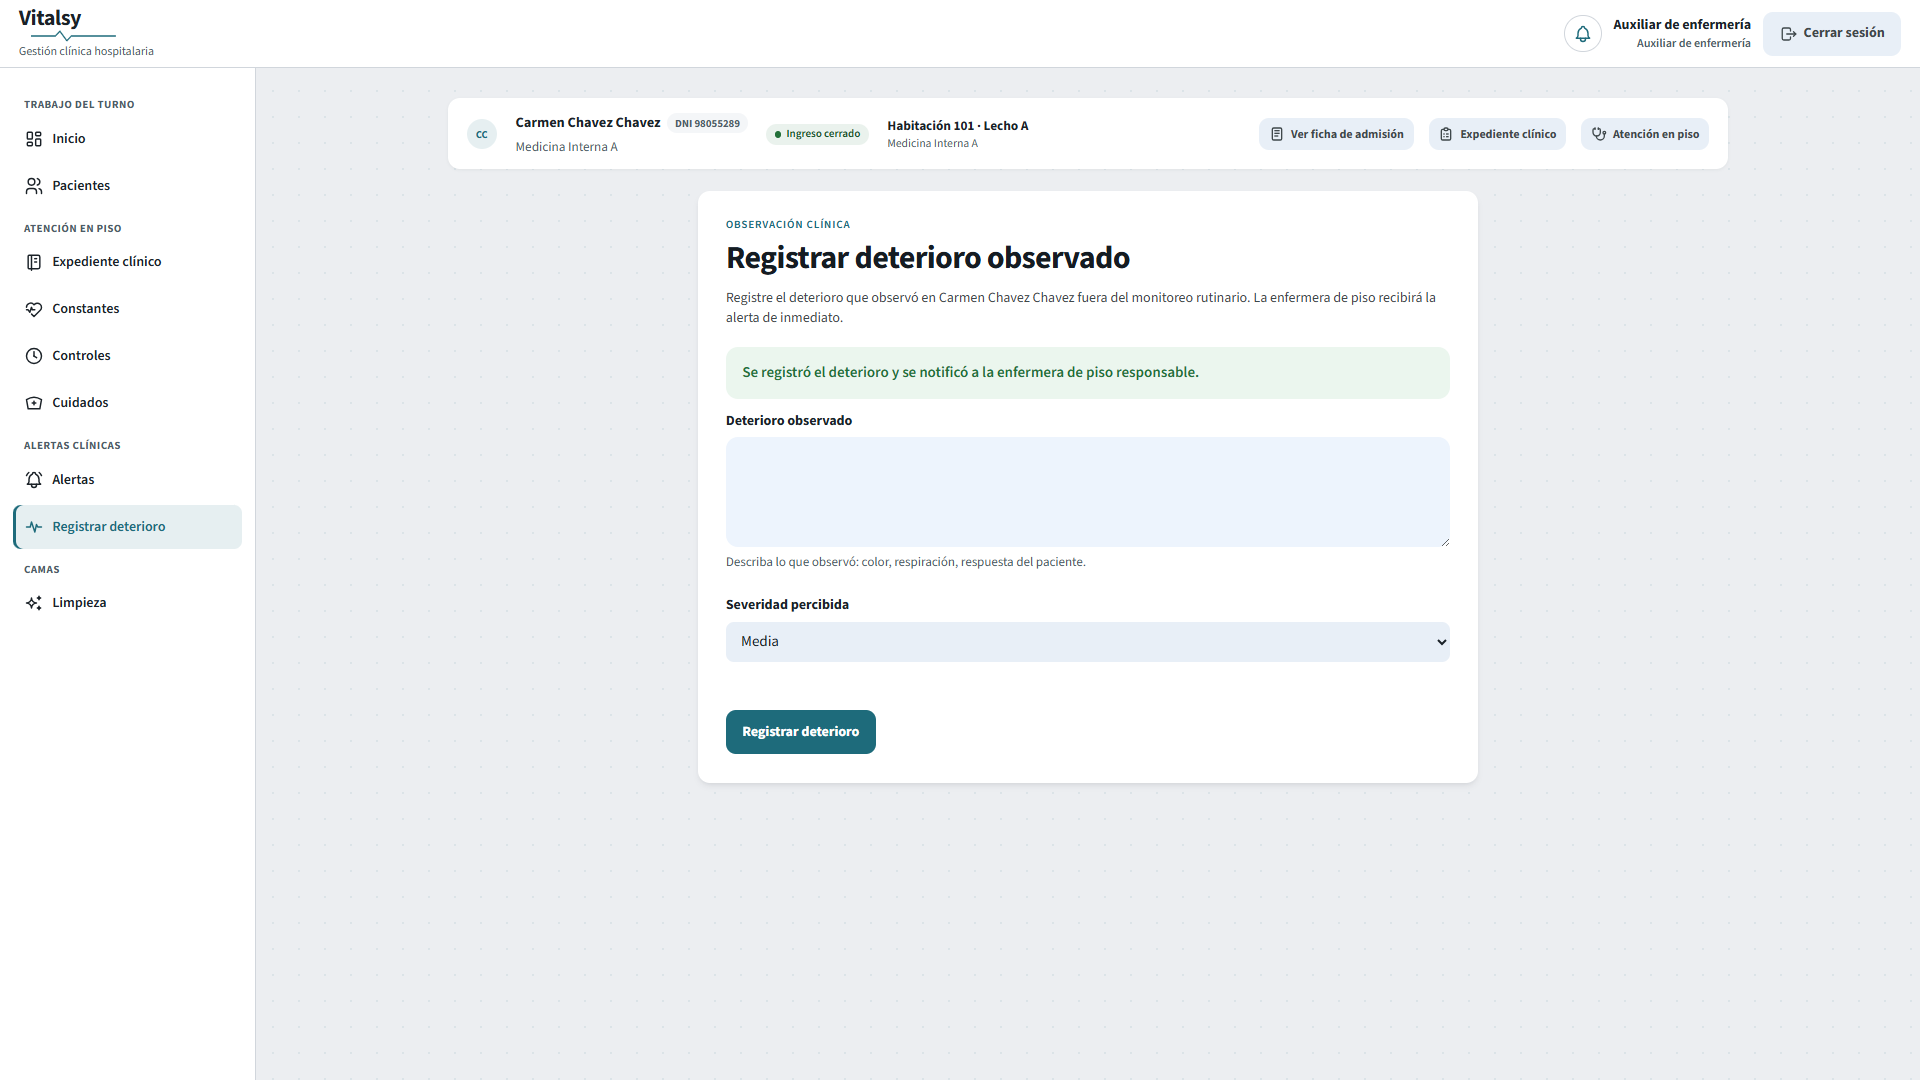 Vitalsy
Gestión clínica hospitalaria
Auxiliar de enfermería
Auxiliar de enfermería
Cerrar sesión
TRABAJO DEL TURNO
Inicio
Pacientes
ATENCIÓN EN PISO
Expediente clínico
Constantes
Controles
Cuidados
ALERTAS CLÍNICAS
Alertas
Registrar deterioro
CAMAS
Limpieza
CC
Carmen Chavez Chavez DNI 98055289
Medicina Interna A
Ingreso cerrado
Habitación 101 · Lecho A
Medicina Interna A
Ver ficha de admisión
Expediente clínico
Atención en piso
OBSERVACIÓN CLÍNICA
Registrar deterioro observado
Registre el deterioro que observó en Carmen Chavez Chavez fuera del monitoreo rutinario. La enfermera de piso recibirá la
alerta de inmediato.
Se registró el deterioro y se notificó a la enfermera de piso responsable.
Deterioro observado
Describa lo que observó: color, respiración, respuesta del paciente.
Severidad percibida
Media
Registrar deterioro